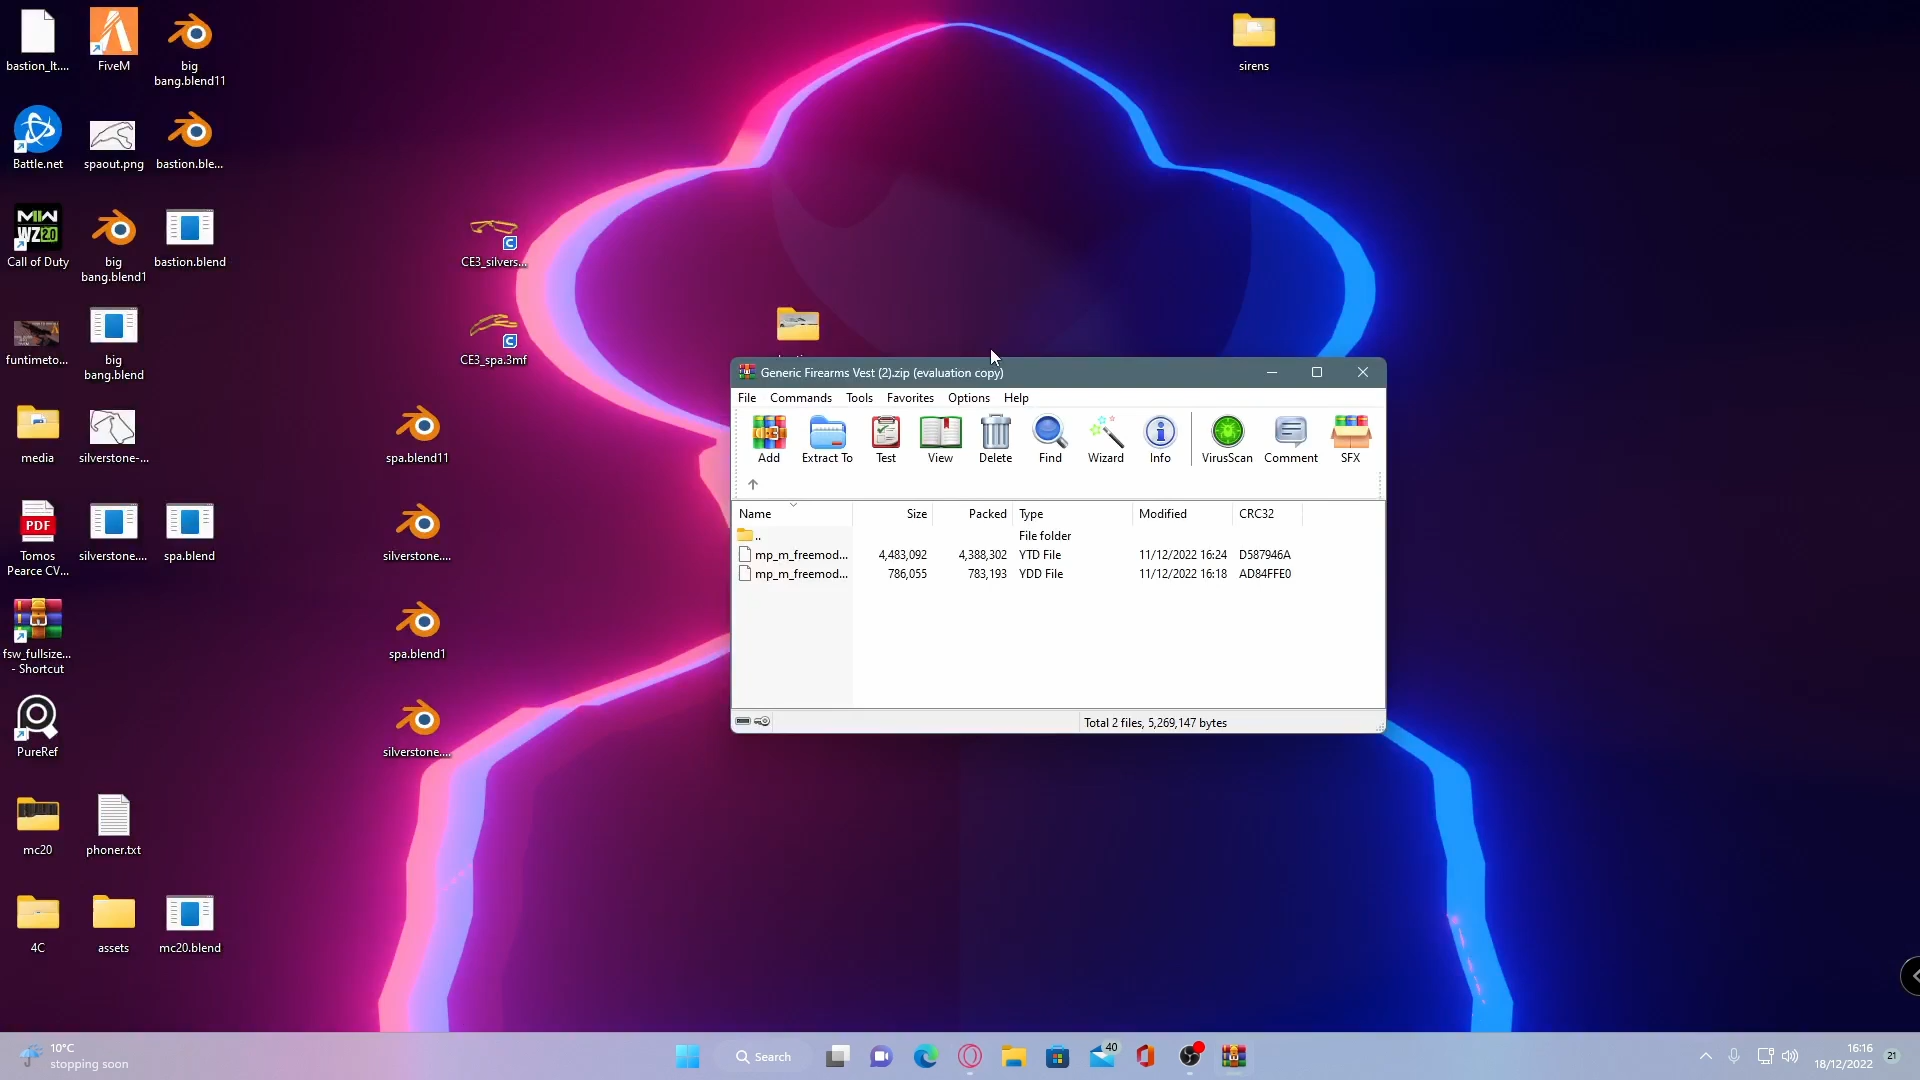 bastion_lt....
FiveM
big
bang.blend11
sirens
Battle.net
spaout.png
bastion.ble...
MW
WZ 2.0
Call of Duty
big
bang.blend1
bastion.blend
CE3_silvers...
funtimeto...
big
bang.blend
CE3_spa.3mf
media
silverstone-...
spa.blend11
PDF
Tomos
Pearce CV...
silverstone....
spa.blend
silverstone....
fsw_fullsize...
- Shortcut
spa.blend1
PureRef
silverstone....
mc20
phoner.txt
4C
assets
mc20.blend
Generic Firearms Vest (2).zip (evaluation copy)
File Commands Tools Favorites Options Help
Add Extract To Test View Delete Find Wizard Info VirusScan Comment SFX
Name Size Packed Type Modified CRC32
.. File folder
mp_m_freemod... 4,483,092 4,388,302 YTD File 11/12/2022 16:24 D587946A
mp_m_freemod... 786,055 783,193 YDD File 11/12/2022 16:18 AD84FFE0
Total 2 files, 5,269,147 bytes
10°C
stopping soon
Search
40
16:16
18/12/2022
21